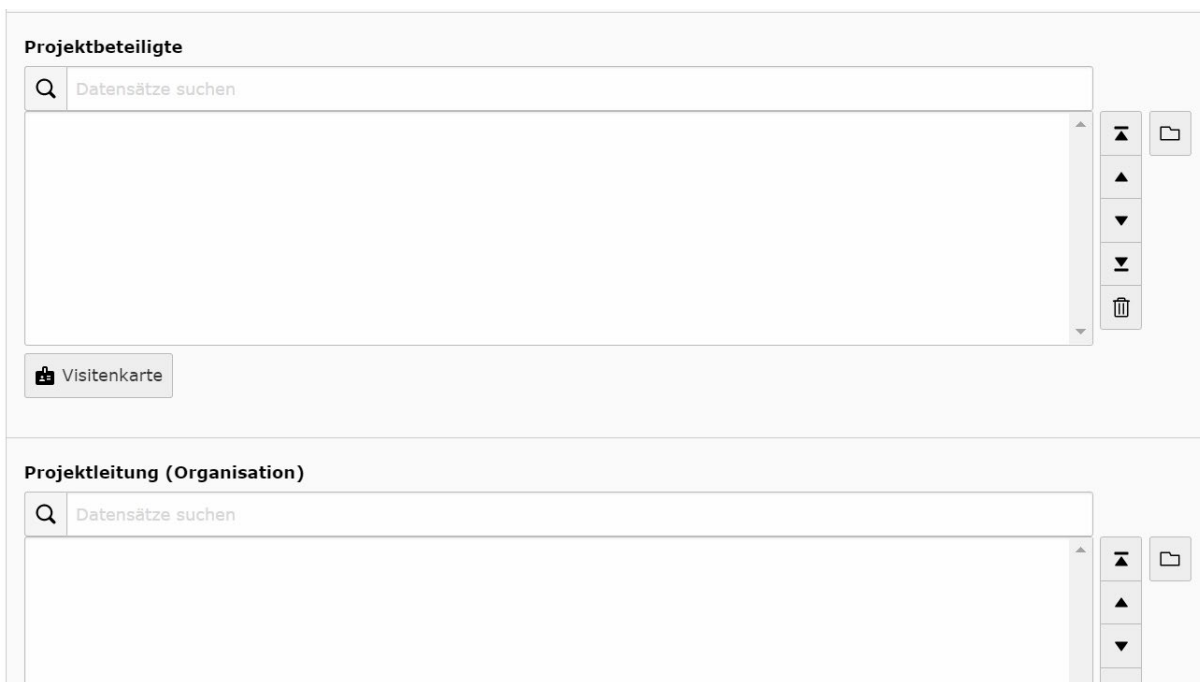 Projektbeteiligte
Datensätze suchen
Visitenkarte
Projektleitung (Organisation)
Datensätze suchen